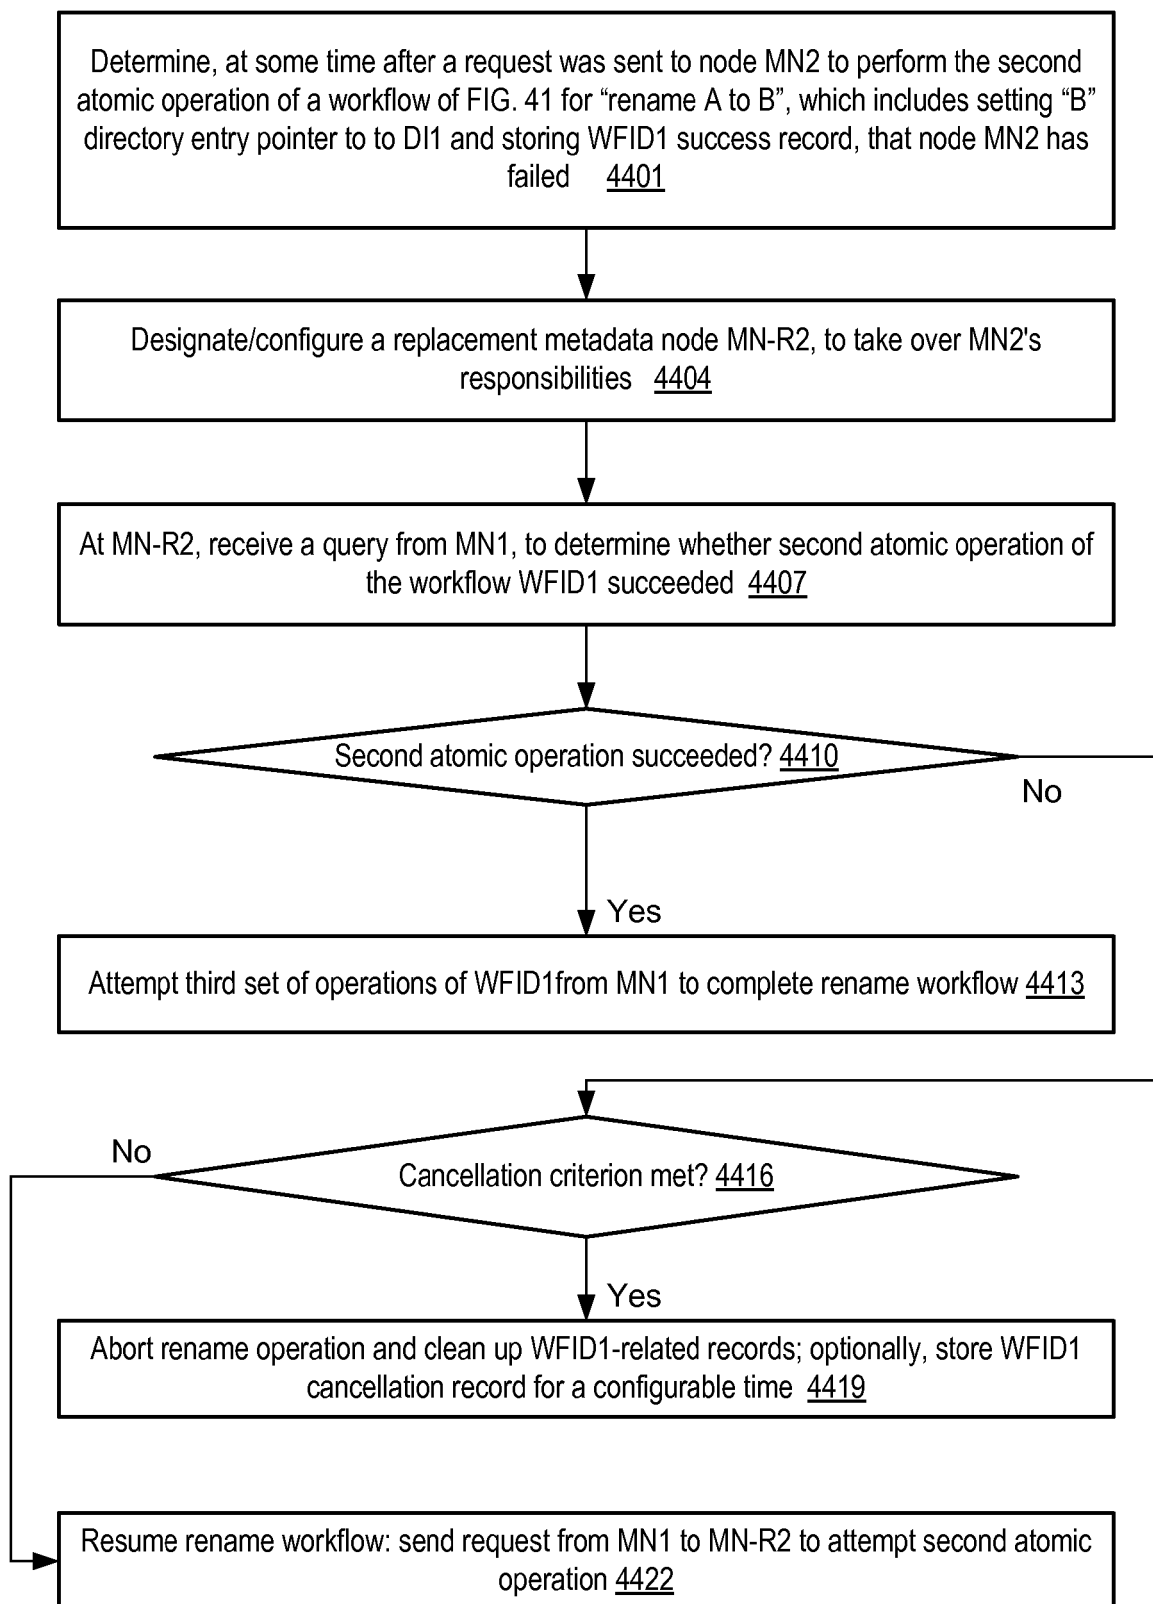 Determine, at some time after a request was sent to node MN2 to perform the second
atomic operation of a workflow of FIG. 41 for “rename A to B”, which includes setting “B”
directory entry pointer to to DI1 and storing WFID1 success record, that node MN2 has
failed 4401
Designate/configure a replacement metadata node MN-R2, to take over MN2's
responsibilities 4404
At MN-R2, receive a query from MN1, to determine whether second atomic operation of
the workflow WFID1 succeeded 4407
Second atomic operation succeeded? 4410
No
Yes
Attempt third set of operations of WFID1from MN1 to complete rename workflow 4413
No
Cancellation criterion met? 4416
Yes
Abort rename operation and clean up WFID1-related records; optionally, store WFID1
cancellation record for a configurable time 4419
Resume rename workflow: send request from MN1 to MN-R2 to attempt second atomic
operation 4422